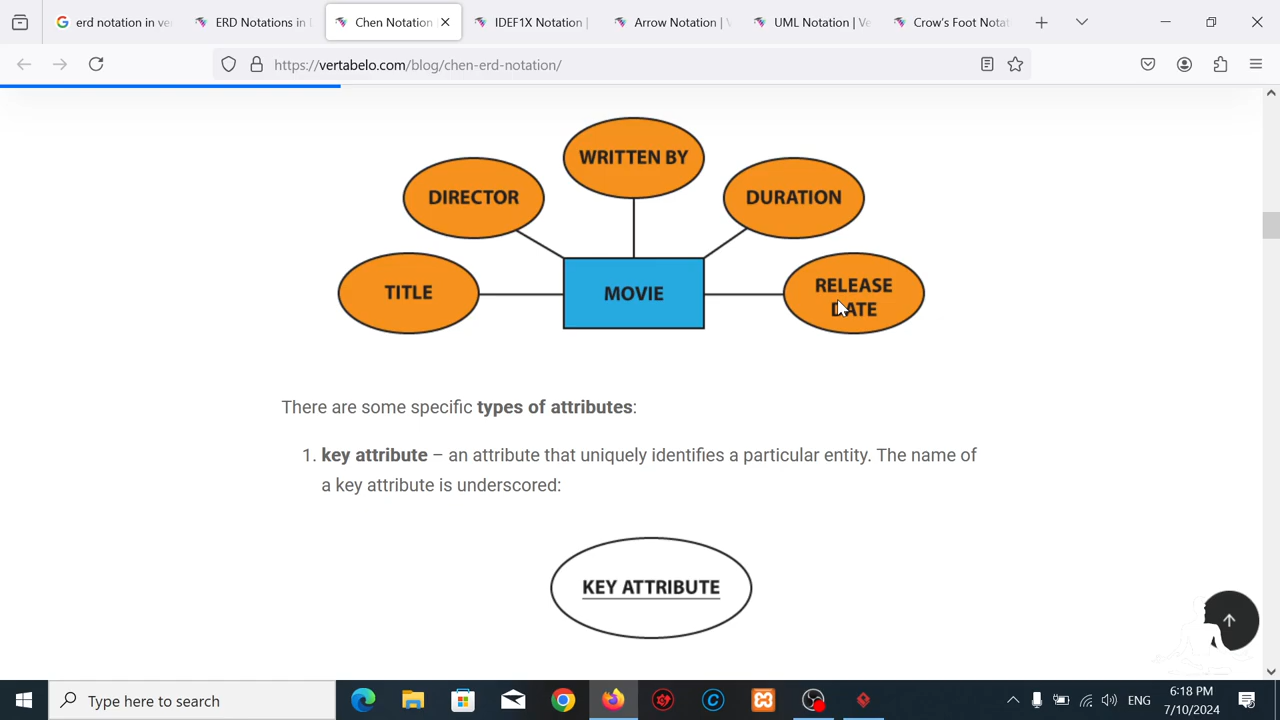 erd notation in ve
ERD Notations in
Chen Notation
IDEF1X Notation |
Arrow Notation | V
UML Notation | Ve
Crow's Foot Notat
https://vertabelo.com/blog/chen-erd-notation/
WRITTEN BY
DIRECTOR
DURATION
TITLE
MOVIE
RELEASE
DATE
There are some specific types of attributes:
1. key attribute – an attribute that uniquely identifies a particular entity. The name of
a key attribute is underscored:
KEY ATTRIBUTE
Type here to search
ENG
6:18 PM
7/10/2024